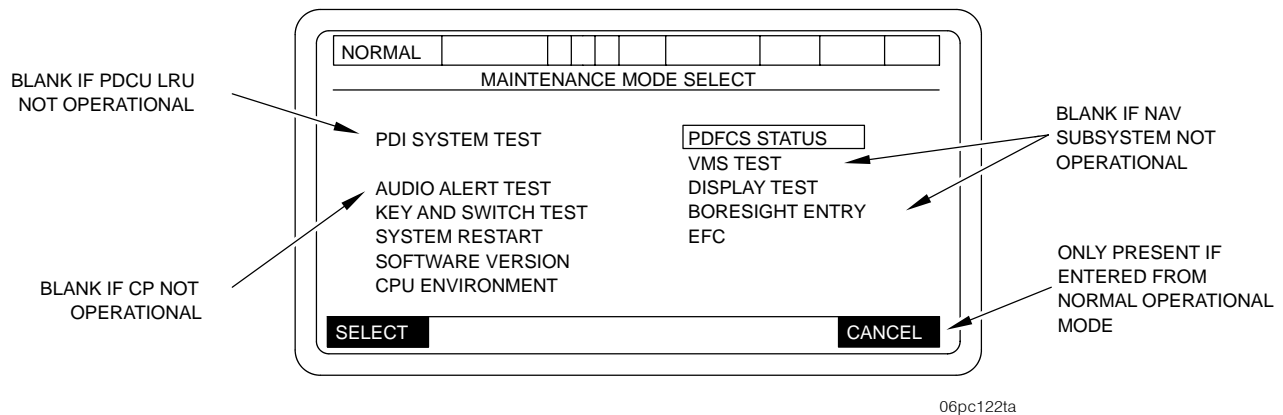 NORMAL
MAINTENANCE MODE SELECT
BLANK IF PDCU LRU
NOT OPERATIONAL
PDI SYSTEM TEST
AUDIO ALERT TEST
KEY AND SWITCH TEST
SYSTEM RESTART
SOFTWARE VERSION
CPU ENVIRONMENT
PDFCS STATUS
VMS TEST
DISPLAY TEST
BORESIGHT ENTRY
EFC
BLANK IF NAV
SUBSYSTEM NOT
OPERATIONAL
BLANK IF CP NOT
OPERATIONAL
ONLY PRESENT IF
ENTERED FROM
NORMAL OPERATIONAL
MODE
SELECT
CANCEL
06pc122ta